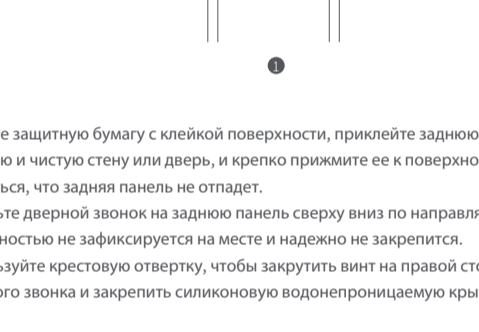 1
е защитную бумагу с клейкой поверхности, приклейте заднюю
ю и чистую стену или дверь, и крепко прижмите ее к поверхно
ься, что задняя панель не отпадет.
ьте дверной звонок на заднюю панель сверху вниз по направля
ностью не зафиксируется на месте и надежно не закрепится.
ьзуйте крестовую отвертку, чтобы закрутить винт на правой сто
ого звонка и закрепить силиконовую водонепроницаемую кры